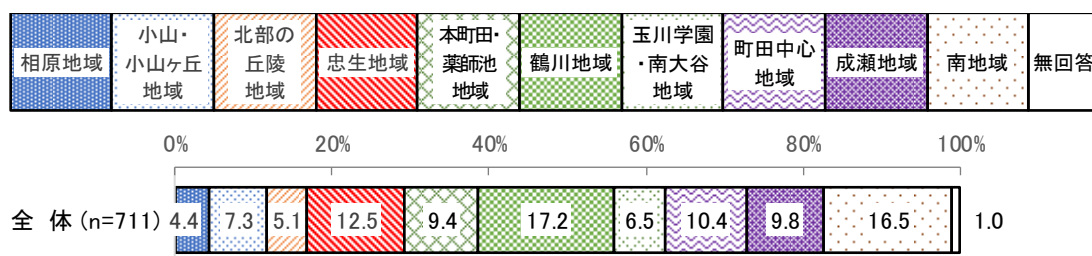 相原地域
小山・
小山ヶ丘
地域
北部の
丘陵
地域
忠生地域
本町田・
薬師池
地域
鶴川地域
玉川学園
・南大谷
地域
町田中心
地域
成瀬地域
南地域
無回答
0% 20% 40% 60% 80% 100%
全 体 (n=711) 4.4 7.3 5.1 12.5 9.4 17.2 6.5 10.4 9.8 16.5 1.0